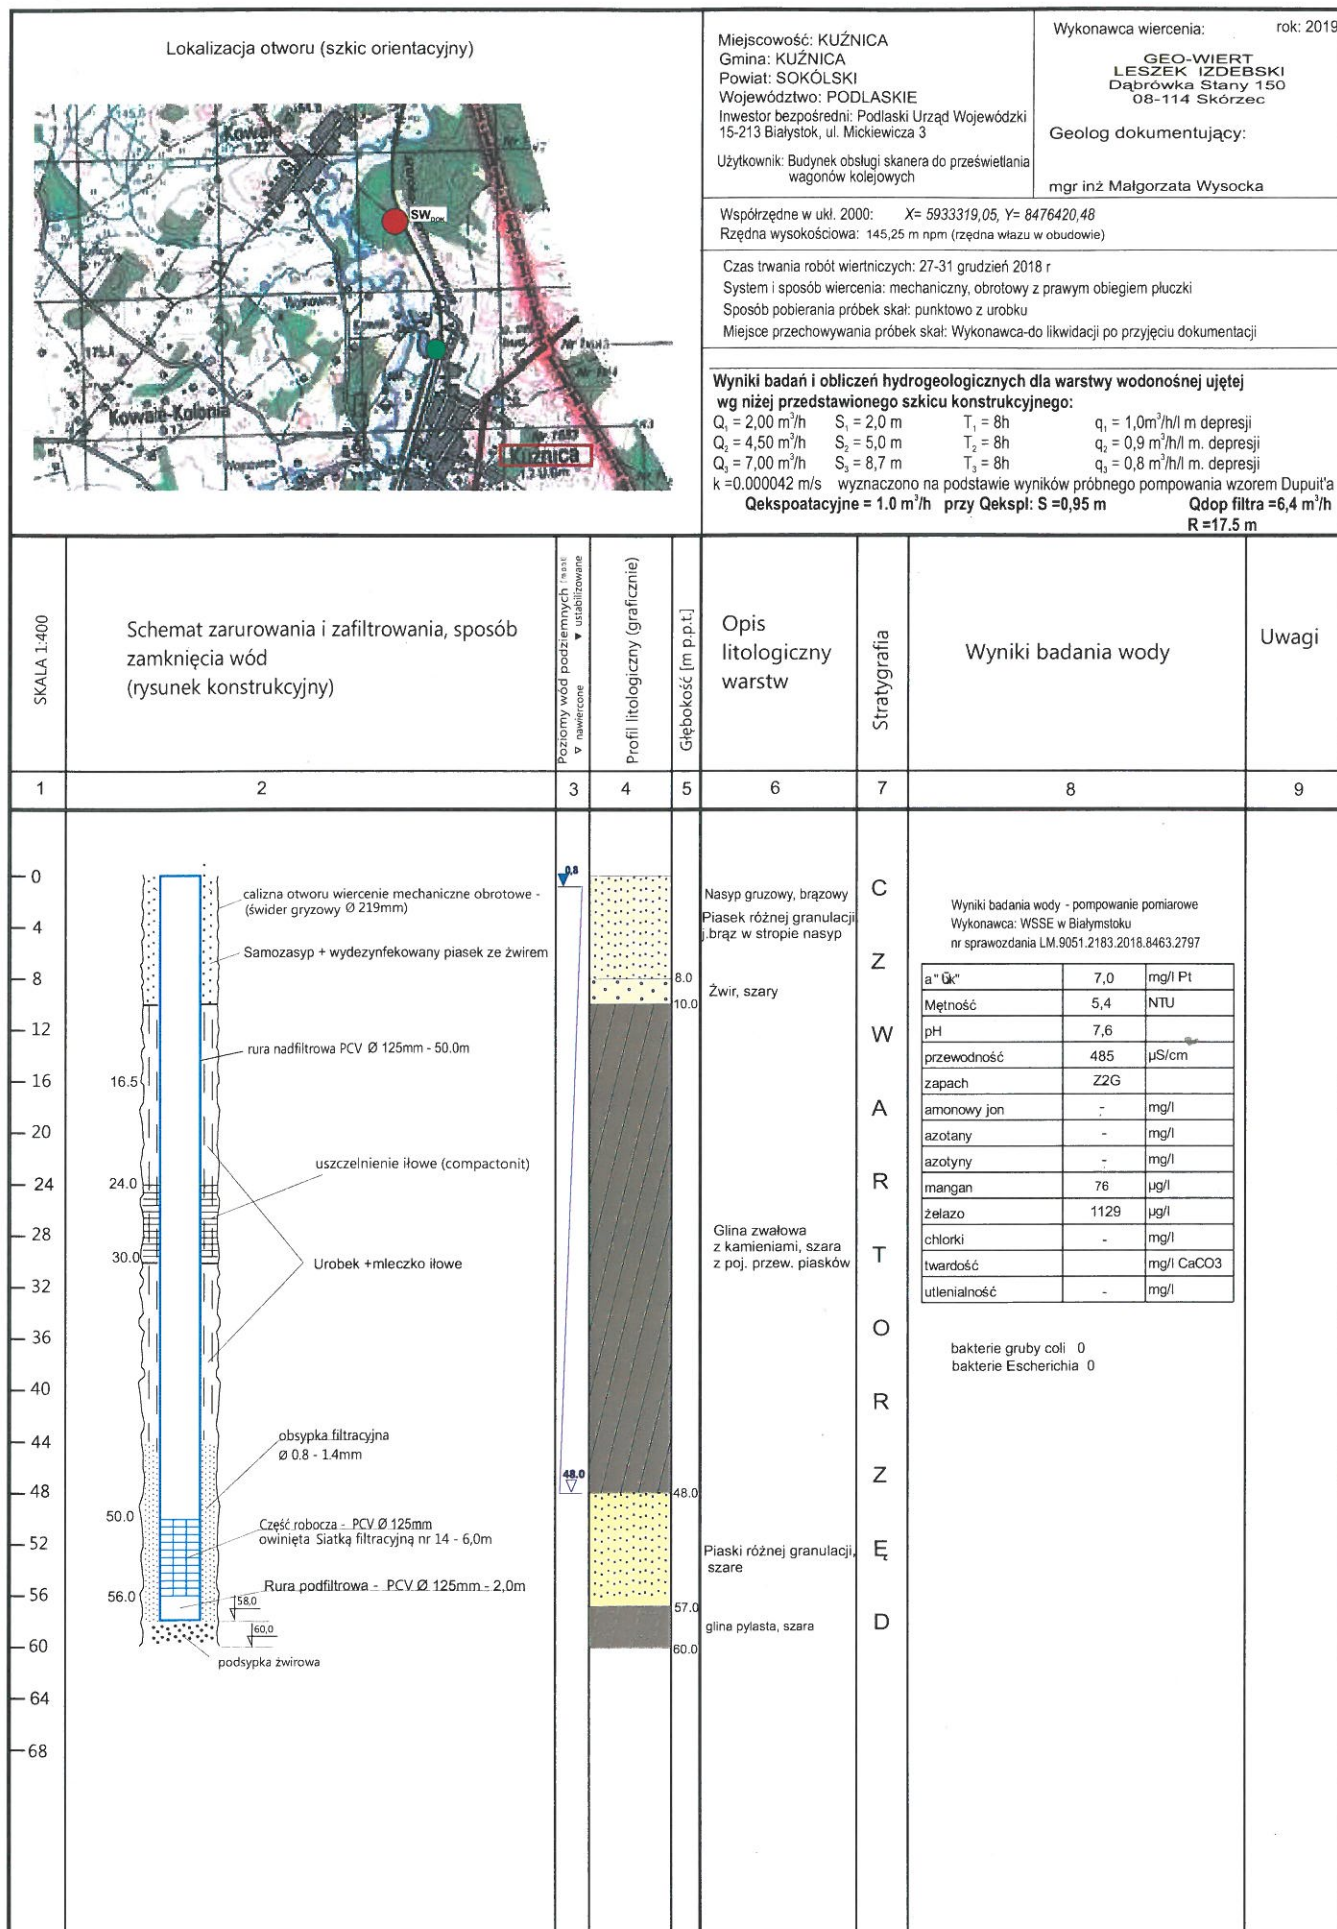 Lokalizacja otworu (szkic orientacyjny)
Kowale
SW DOK
175.4
Kowale-Kolonia
Kuźnica
Miejscowość: KUŹNICA
Gmina: KUŹNICA
Powiat: SOKÓLSKI
Województwo: PODLASKIE
Inwestor bezpośredni: Podlaski Urząd Wojewódzki
15-213 Białystok, ul. Mickiewicza 3
Użytkownik: Budynek obsługi skanera do prześwietlania
wagonów kolejowych
Wykonawca wiercenia: rok: 2019
GEO-WIERT
LESZEK IZDEBSKI
Dąbrówka Stany 150
08-114 Skórzec
Geolog dokumentujący:
mgr inż Małgorzata Wysocka
Współrzędne w ukł. 2000: X= 5933319,05, Y= 8476420,48
Rzędna wysokościowa: 145,25 m npm (rzędna włazu w obudowie)
Czas trwania robót wiertniczych: 27-31 grudzień 2018 r
System i sposób wiercenia: mechaniczny, obrotowy z prawym obiegiem płuczki
Sposób pobierania próbek skał: punktowo z urobku
Miejsce przechowywania próbek skał: Wykonawca-do likwidacji po przyjęciu dokumentacji
Wyniki badań i obliczeń hydrogeologicznych dla warstwy wodonośnej ujętej
wg niżej przedstawionego szkicu konstrukcyjnego:
Q₁ = 2,00 m³/h S₁ = 2,0 m T₁ = 8h q₁ = 1,0m³/h/l m depresji
Q₂ = 4,50 m³/h S₂ = 5,0 m T₂ = 8h q₂ = 0,9 m³/h/l m. depresji
Q₃ = 7,00 m³/h S₃ = 8,7 m T₃ = 8h q₃ = 0,8 m³/h/l m. depresji
k =0.000042 m/s wyznaczono na podstawie wyników próbnego pompowania wzorem Dupuit'a
Qekspoatacyjne = 1.0 m³/h przy Qekspl: S =0,95 m Qdop filtra =6,4 m³/h
R =17.5 m
SKALA 1:400
Schemat zarurowania i zafiltrowania, sposób
zamknięcia wód
(rysunek konstrukcyjny)
Poziomy wód podziemnych
▽ nawiercone ▼ ustabilizowane
Profil litologiczny (graficznie)
Głębokość [m p.p.t.]
Opis
litologiczny
warstw
Stratygrafia
Wyniki badania wody
Uwagi
1 2 3 4 5 6 7 8 9
0
4
8
12
16
20
24
28
32
36
40
44
48
52
56
60
64
68
calizna otworu wiercenie mechaniczne obrotowe -
(świder gryzowy Ø 219mm)
Samozasyp + wydezynfekowany piasek ze żwirem
rura nadfiltrowa PCV Ø 125mm - 50.0m
16.5
uszczelnienie iłowe (compactonit)
24.0
30.0
Urobek +mleczko iłowe
obsypka filtracyjna
Ø 0.8 - 1.4mm
50.0
Część robocza - PCV Ø 125mm
owinięta Siatką filtracyjną nr 14 - 6,0m
56.0
Rura podfiltrowa - PCV Ø 125mm - 2,0m
58,0
60,0
podsypka żwirowa
0,8
48.0
8.0
10.0
48.0
57.0
60.0
Nasyp gruzowy, brązowy
Piasek różnej granulacji
j.brąz w stropie nasyp
Żwir, szary
Glina zwałowa
z kamieniami, szara
z poj. przew. piasków
Piaski różnej granulacji,
szare
glina pylasta, szara
C
Z
W
A
R
T
O
R
Z
Ę
D
Wyniki badania wody - pompowanie pomiarowe
Wykonawca: WSSE w Białymstoku
nr sprawozdania LM.9051.2183.2018.8463.2797
7,0 mg/l Pt
Mętność 5,4 NTU
pH 7,6
przewodność 485 µS/cm
zapach Z2G
amonowy jon - mg/l
azotany - mg/l
azotyny - mg/l
mangan 76 µg/l
żelazo 1129 µg/l
chlorki - mg/l
twardość mg/l CaCO3
utlenialność - mg/l
bakterie gruby coli 0
bakterie Escherichia 0